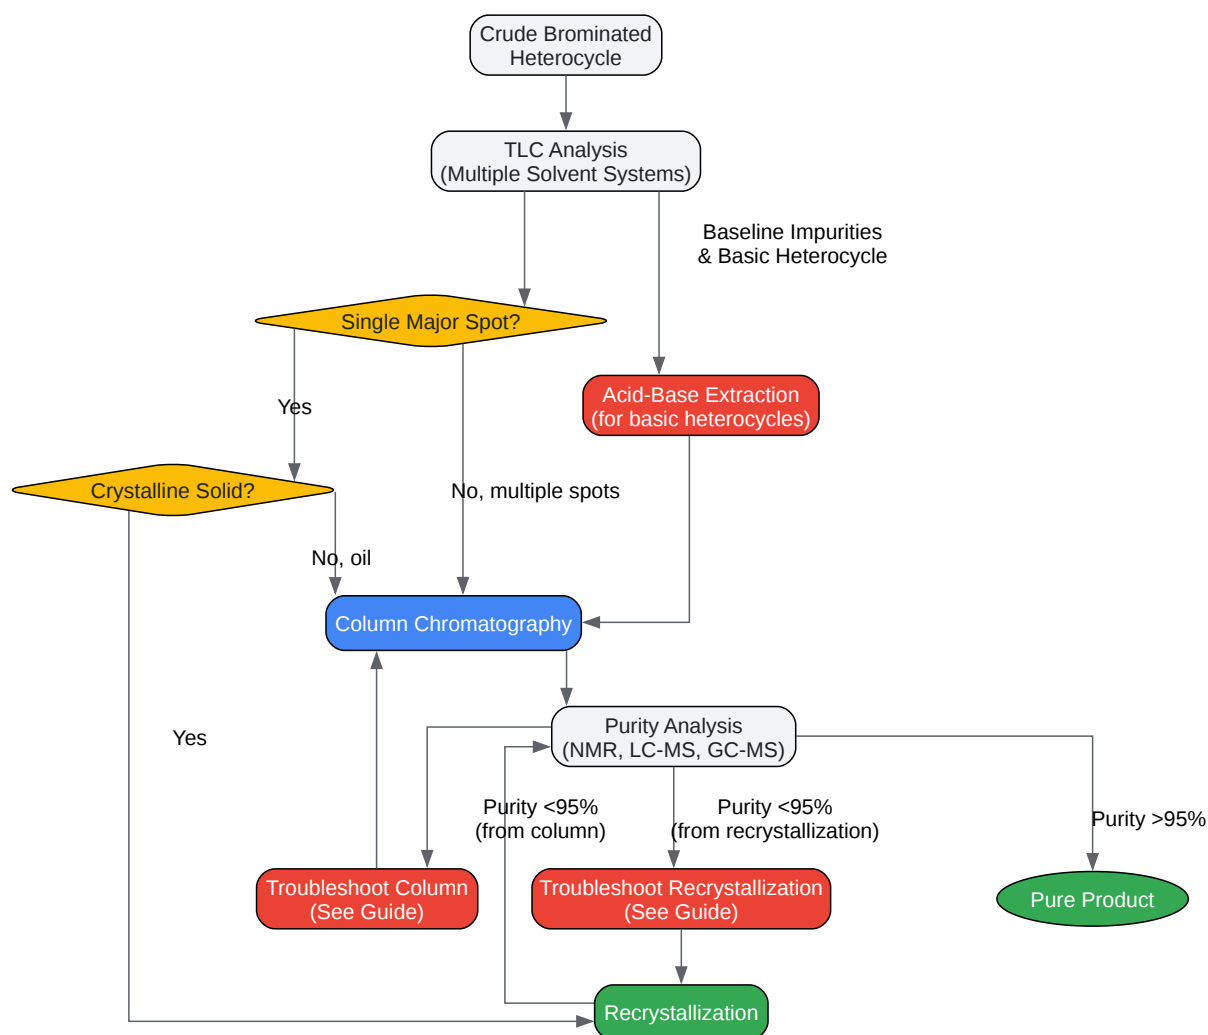 Crude Brominated
Heterocycle
TLC Analysis
(Multiple Solvent Systems)
Baseline Impurities
& Basic Heterocycle
Single Major Spot?
Acid-Base Extraction
(for basic heterocycles)
Yes
Crystalline Solid?
No, multiple spots
No, oil
Column Chromatography
Yes
Purity Analysis
(NMR, LC-MS, GC-MS)
Purity <95%
(from column)
Purity <95%
(from recrystallization)
Purity >95%
Troubleshoot Column
(See Guide)
Troubleshoot Recrystallization
(See Guide)
Pure Product
Recrystallization